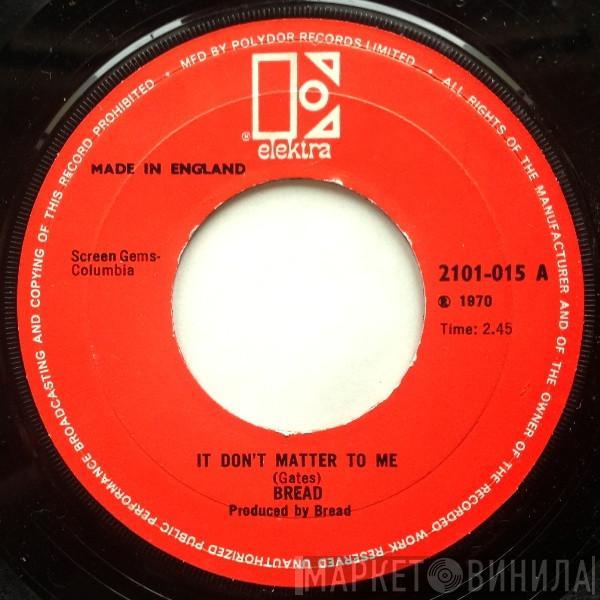 MFD BY POLYDOR RECORDS LIMITED • ALL RIGHTS OF THE MANUFACTURER AND OF THE OWNER OF THE RECORDED WORK RESERVED UNAUTHORIZED PUBLIC PERFORMANCE BROADCASTING AND COPYING OF THIS RECORD PROHIBITED •
® elektra
MADE IN ENGLAND
Screen Gems-
Columbia
2101-015 A
℗ 1970
Time: 2.45
IT DON'T MATTER TO ME
(Gates)
BREAD
Produced by Bread
МАРКЕТ ВИНИЛА